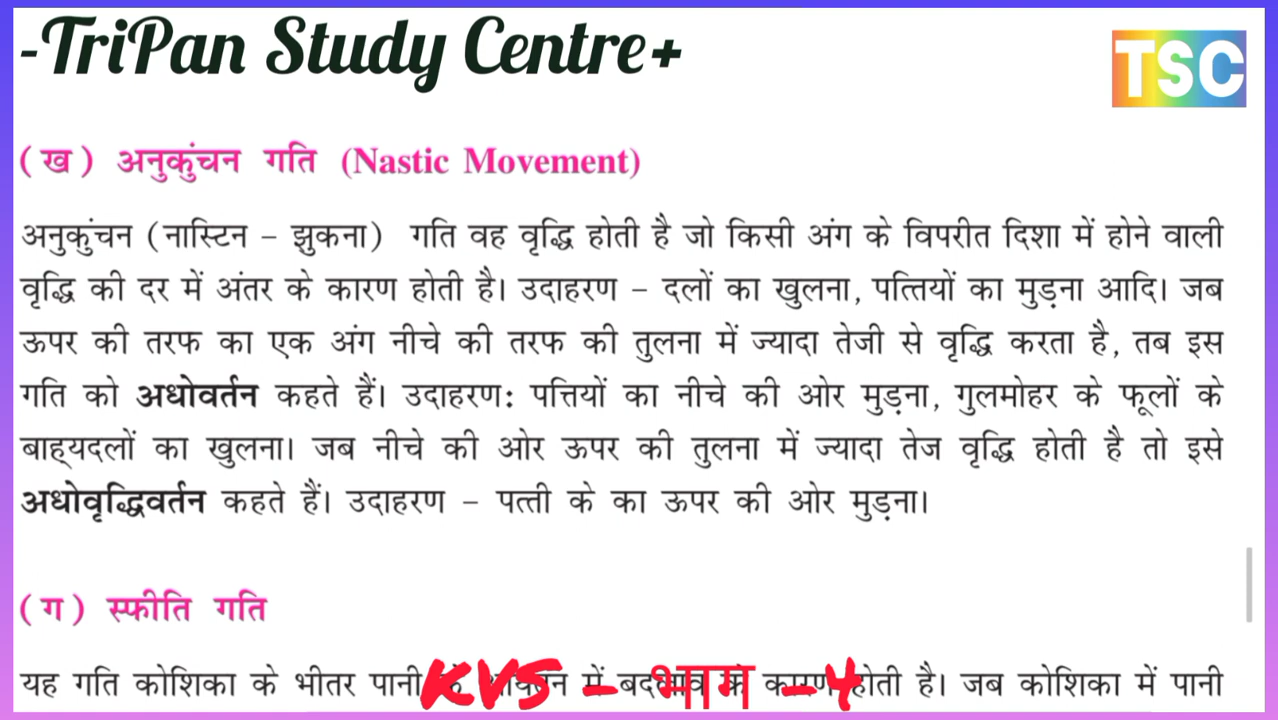 -TriPan Study Centre+
TSC
(ख) अनुकुंचन गति (Nastic Movement)
अनुकुंचन (नास्टिन – झुकना) गति वह वृद्धि होती है जो किसी अंग के विपरीत दिशा में होने वाली
वृद्धि की दर में अंतर के कारण होती है। उदाहरण – दलों का खुलना, पत्तियों का मुड़ना आदि। जब
ऊपर की तरफ का एक अंग नीचे की तरफ की तुलना में ज्यादा तेजी से वृद्धि करता है, तब इस
गति को अधोवर्तन कहते हैं। उदाहरण: पत्तियों का नीचे की ओर मुड़ना, गुलमोहर के फूलों के
बाह्यदलों का खुलना। जब नीचे की ओर ऊपर की तुलना में ज्यादा तेज वृद्धि होती है तो इसे
अधोवृद्धिवर्तन कहते हैं। उदाहरण – पत्ती के का ऊपर की ओर मुड़ना।
(ग) स्फीति गति
यह गति कोशिका के भीतर पानी में बदलाव के कारण होती है। जब कोशिका में पानी
KVS – भाग – 4